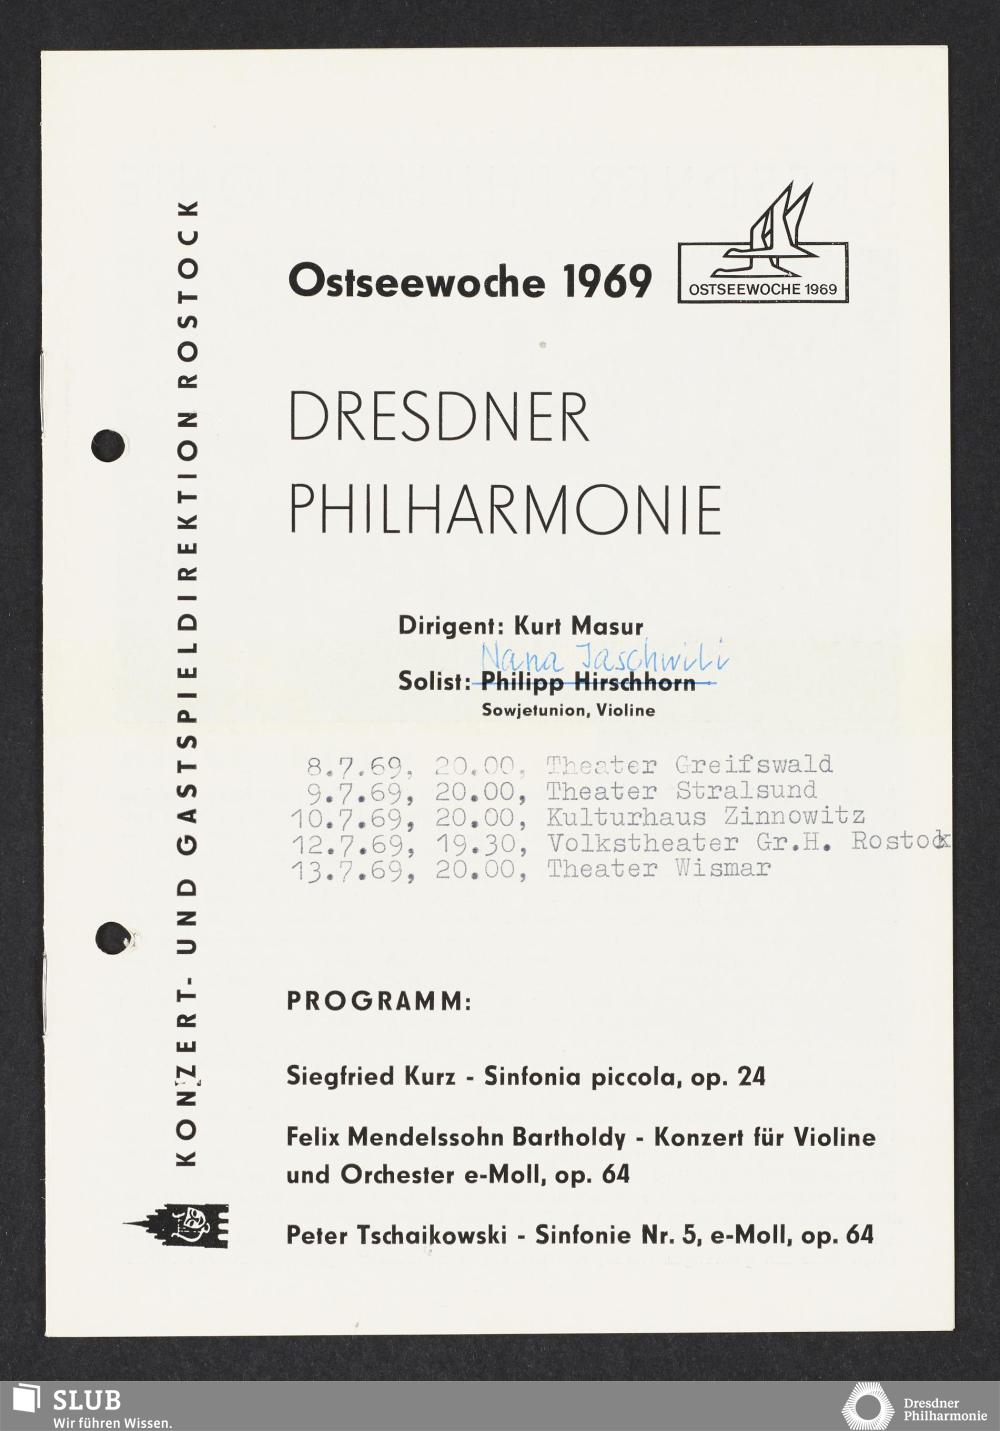 KONZERT- UND GASTSPIELDIREKTION ROSTOCK
Ostseewoche 1969
OSTSEEWOCHE 1969
DRESDNER
PHILHARMONIE
Dirigent: Kurt Masur
Nana Jaschwili
Solist: Philipp Hirschhorn
Sowjetunion, Violine
8.7.69, 20.00, Theater Greifswald
9.7.69, 20.00, Theater Stralsund
10.7.69, 20.00, Kulturhaus Zinnowitz
12.7.69, 19.30, Volkstheater Gr.H. Rostock
13.7.69, 20.00, Theater Wismar
PROGRAMM:
Siegfried Kurz - Sinfonia piccola, op. 24
Felix Mendelssohn Bartholdy - Konzert für Violine
und Orchester e-Moll, op. 64
Peter Tschaikowski - Sinfonie Nr. 5, e-Moll, op. 64
SLUB
Wir führen Wissen.
Dresdner
Philharmonie